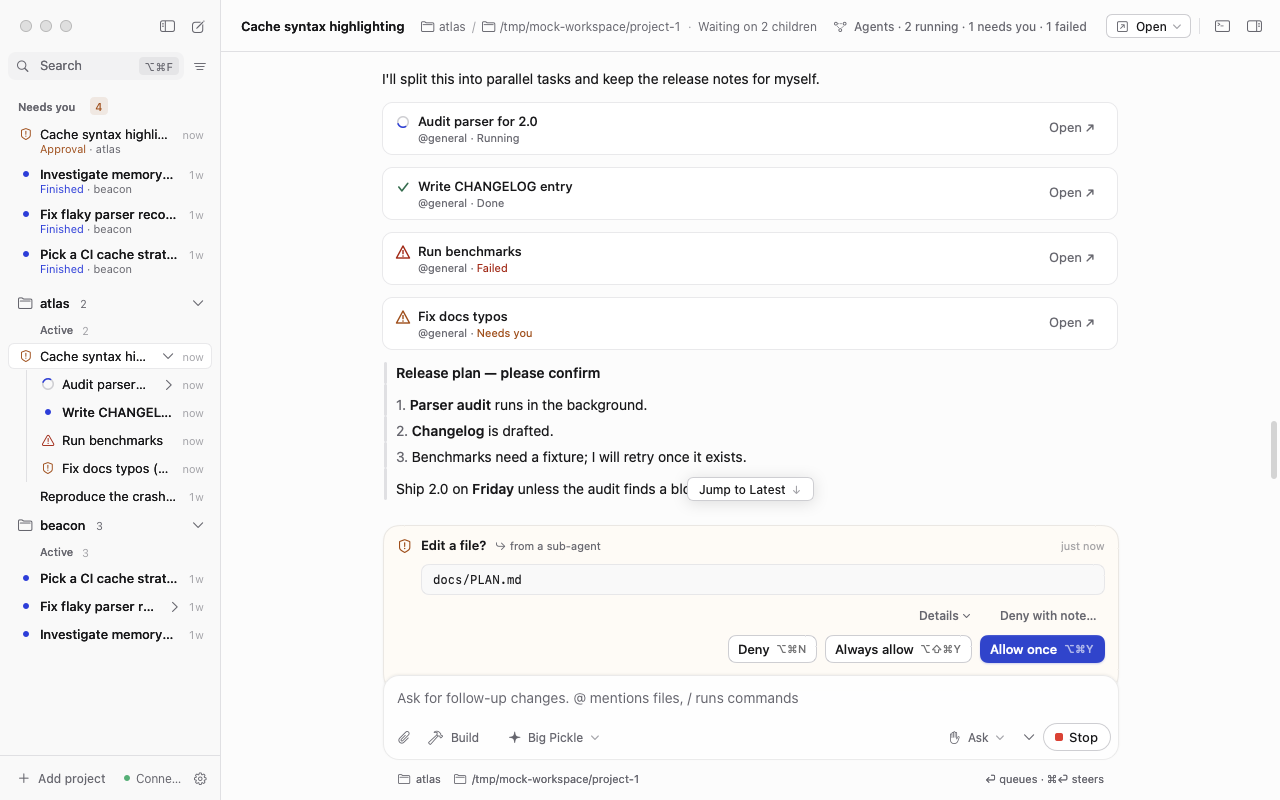 Search ⌥⌘F
Needs you 4
Cache syntax highli... now
Approval · atlas
Investigate memory... 1w
Finished · beacon
Fix flaky parser reco... 1w
Finished · beacon
Pick a CI cache strat... 1w
Finished · beacon
atlas 2
Active 2
Cache syntax hi... now
Audit parser... now
Write CHANGEL... now
Run benchmarks now
Fix docs typos (... now
Reproduce the crash... now
beacon 3
Active 3
Pick a CI cache strat... 1w
Fix flaky parser r... 1w
Investigate memory... 1w
Add project Conne...
Cache syntax highlighting atlas / /tmp/mock-workspace/project-1 · Waiting on 2 children Agents · 2 running · 1 needs you · 1 failed Open
I'll split this into parallel tasks and keep the release notes for myself.
Audit parser for 2.0
@general · Running
Open ↗
Write CHANGELOG entry
@general · Done
Open ↗
Run benchmarks
@general · Failed
Open ↗
Fix docs typos
@general · Needs you
Open ↗
Release plan — please confirm
1. Parser audit runs in the background.
2. Changelog is drafted.
3. Benchmarks need a fixture; I will retry once it exists.
Ship 2.0 on Friday unless the audit finds a
Jump to Latest ↓
Edit a file? ↪ from a sub-agent just now
docs/PLAN.md
Details Deny with note...
Deny ⌥⌘N Always allow ⌥⇧⌘Y Allow once ⌥⌘Y
Ask for follow-up changes. @ mentions files, / runs commands
Build Big Pickle Ask Stop
atlas /tmp/mock-workspace/project-1 ⏎ queues · ⌘⏎ steers